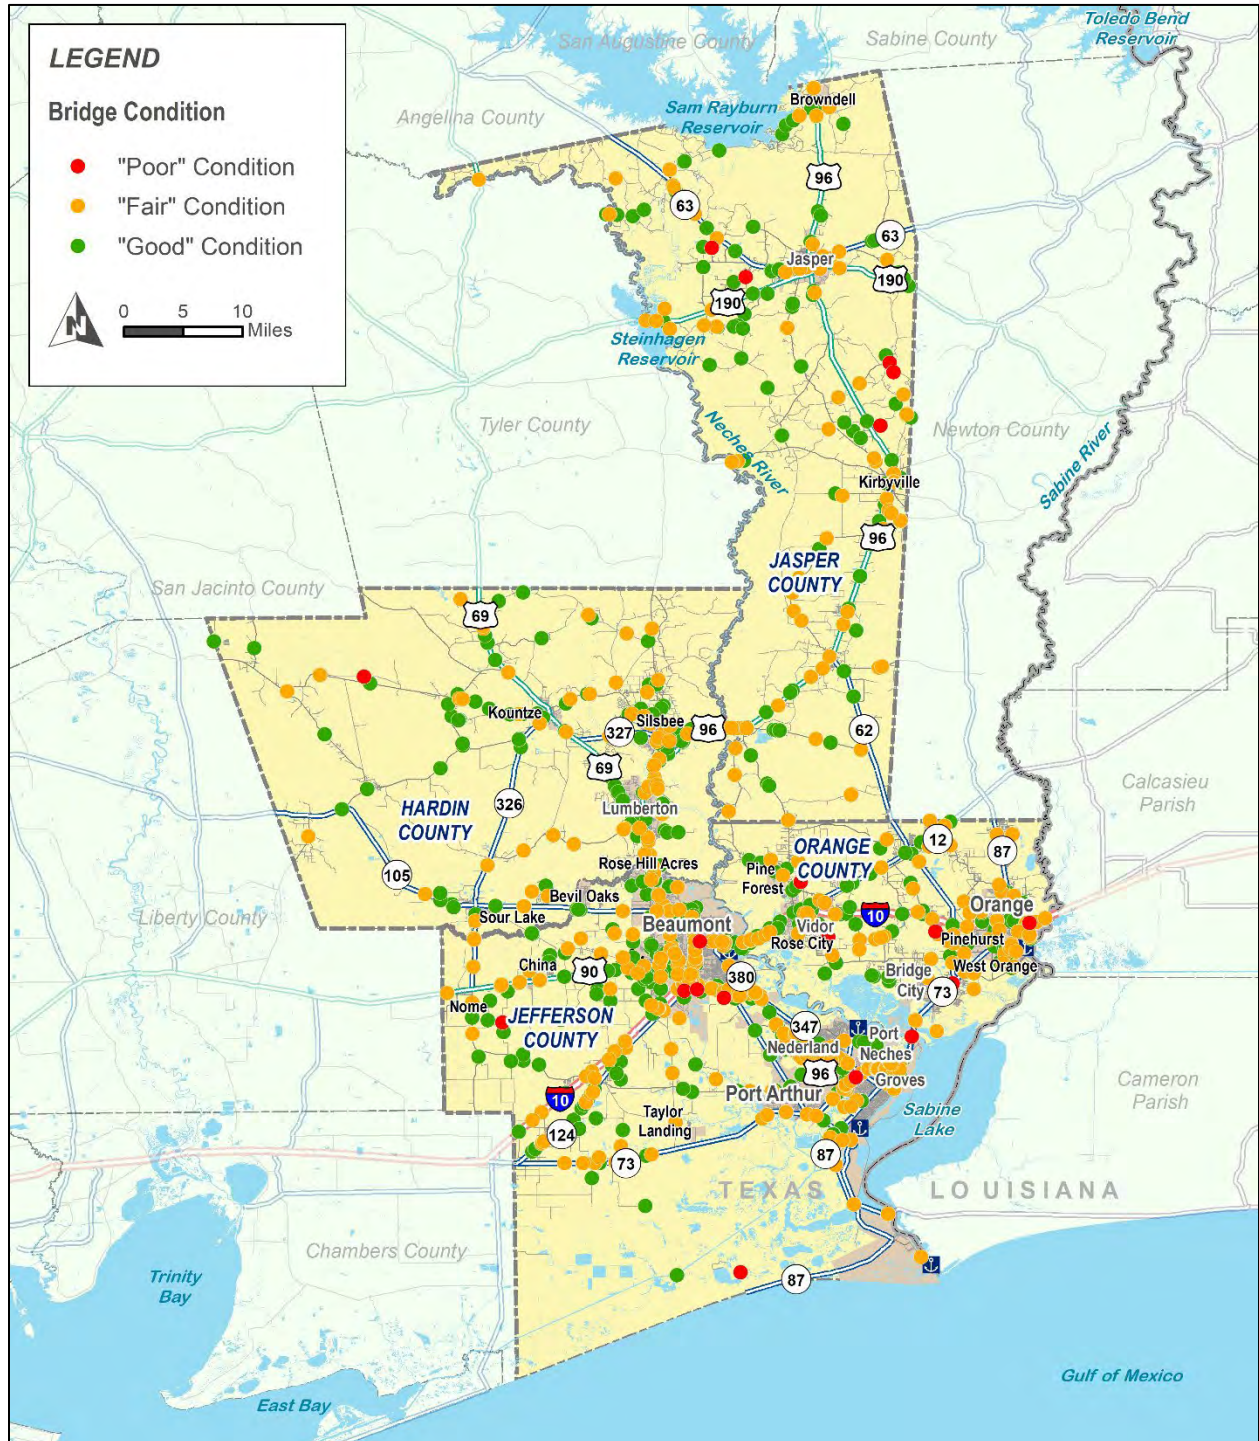 LEGEND
Bridge Condition
"Poor" Condition
"Fair" Condition
"Good" Condition
N
0 5 10
Miles
Toledo Bend
Reservoir
San Augustine County
Sabine County
Angelina County
Sam Rayburn
Reservoir
Browndell
96
63
63
Jasper
190
190
Steinhagen
Reservoir
Tyler County
Neches River
Newton County
Sabine River
Kirbyville
96
JASPER
COUNTY
San Jacinto County
69
Kountze
Silsbee
327
96
62
69
Calcasieu
Parish
HARDIN
COUNTY
326
Lumberton
ORANGE
COUNTY
12
87
105
Rose Hill Acres
Pine
Forest
Bevil Oaks
Orange
Liberty County
Sour Lake
Beaumont
10
Vidor
Rose City
Pinehurst
West Orange
China
90
380
Bridge
City
73
Nome
JEFFERSON
COUNTY
347
Port
Neches
Nederland
96
Groves
Port Arthur
Cameron
Parish
10
Taylor
Landing
Sabine
Lake
124
73
87
TEXAS
LOUISIANA
Chambers County
Trinity
Bay
87
Gulf of Mexico
East Bay